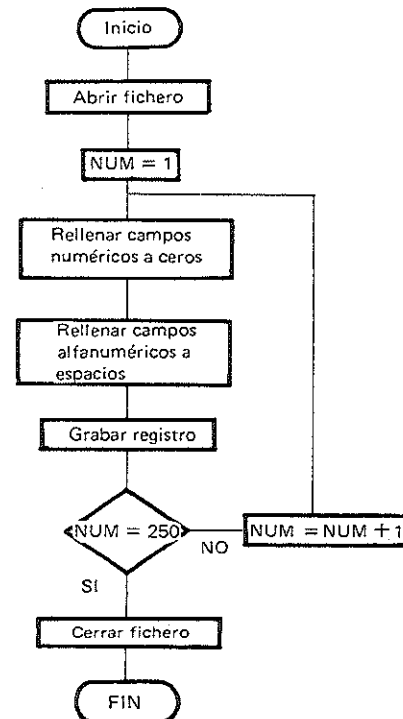 Inicio
Abrir fichero
NUM = 1
Rellenar campos
numéricos a ceros
Rellenar campos
alfanuméricos a
espacios
Grabar registro
NUM = 250
NO
NUM = NUM + 1
SI
Cerrar fichero
FIN